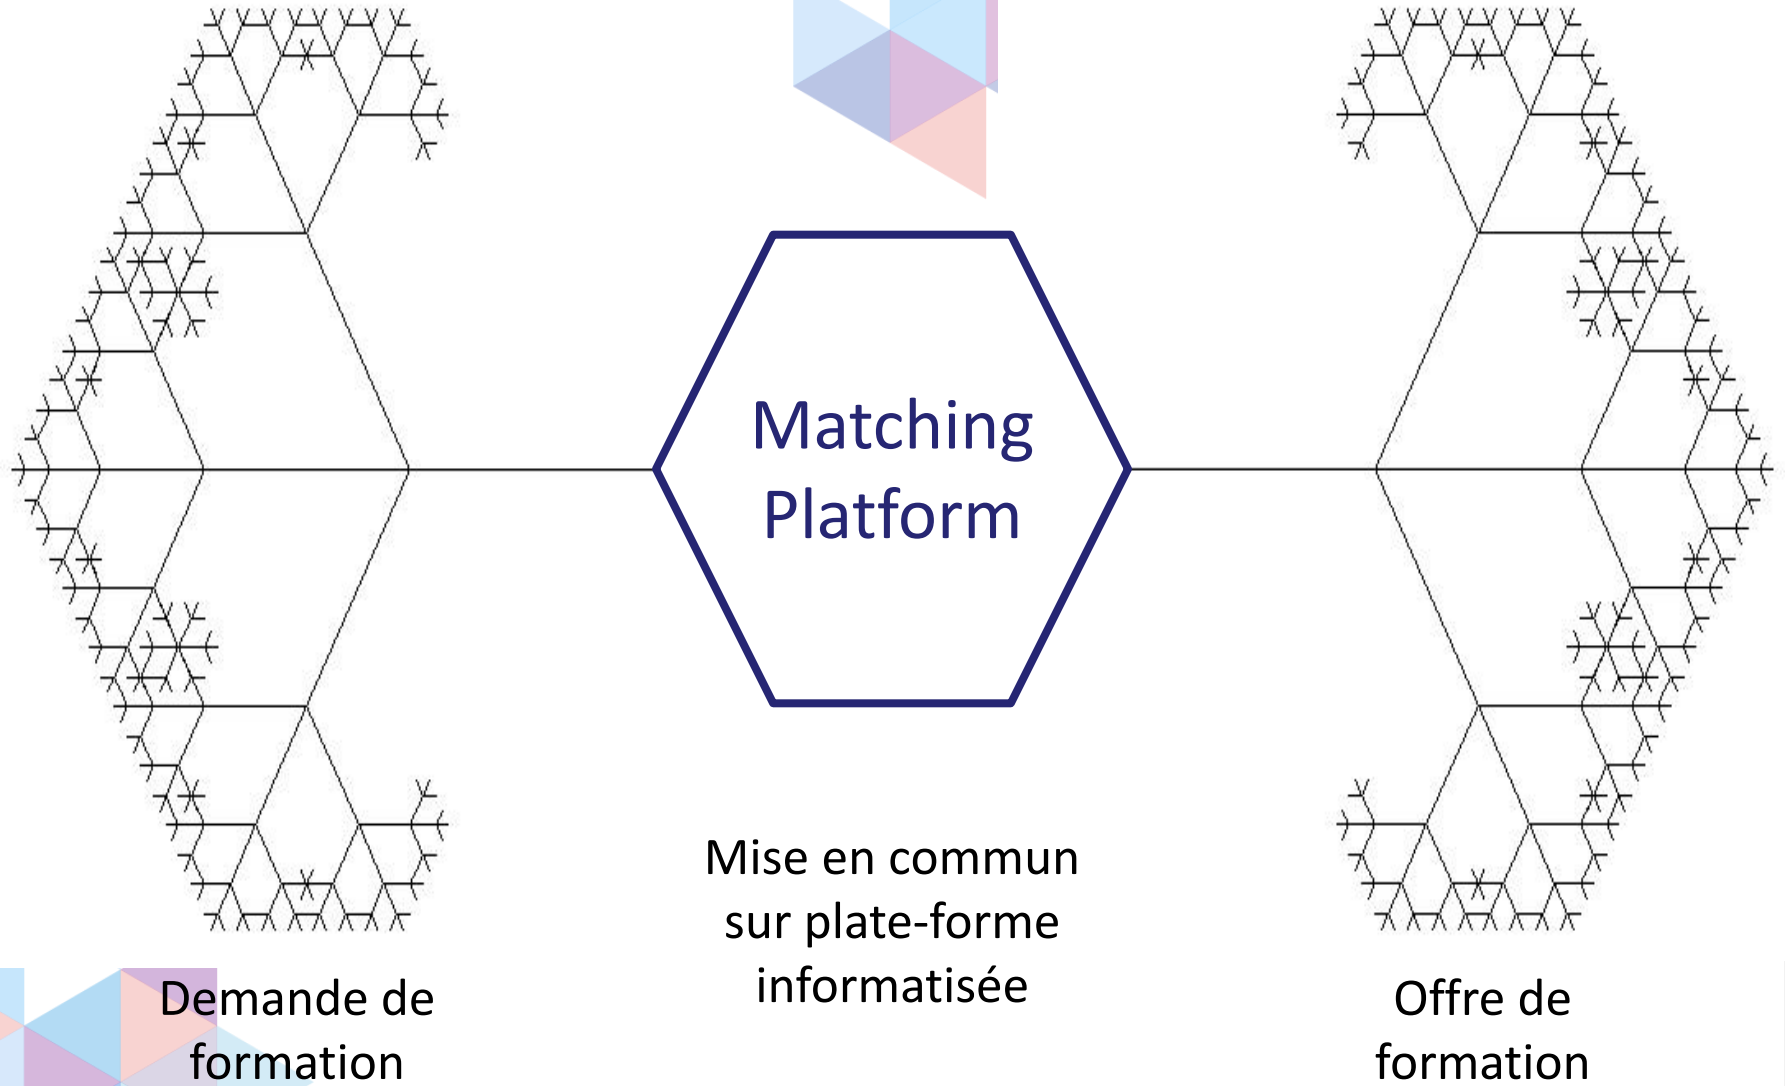 Matching
Platform
Mise en commun
sur plate-forme
informatisée
Demande de
formation
Offre de
formation